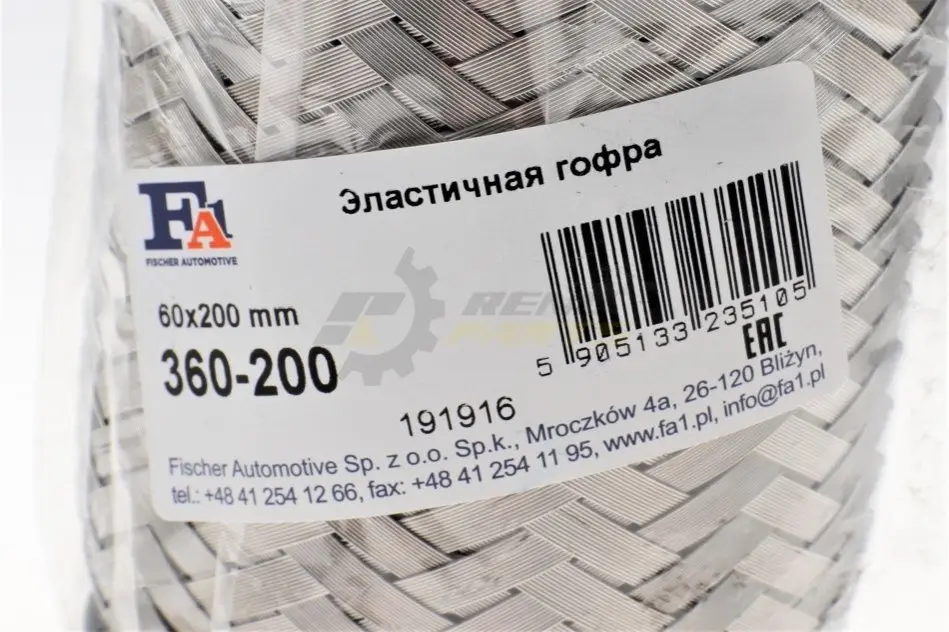 Эластичная гофра
FA1
FISCHER AUTOMOTIVE
60x200 mm
360-200
5 905133 235105
EAC
191916
Fischer Automotive Sp. z o.o. Sp.k., Mroczków 4a, 26-120 Bliżyn,
tel.: +48 41 254 12 66, fax: +48 41 254 11 95, www.fa1.pl, info@fa1.pl